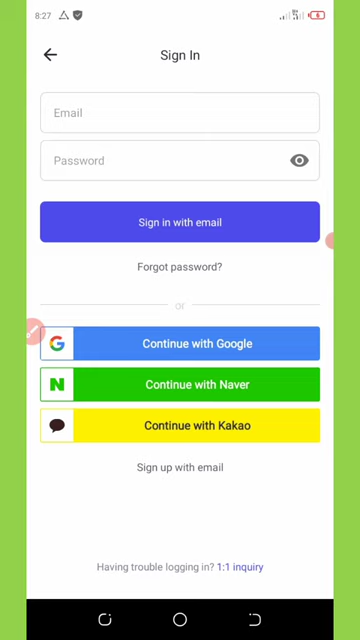 8:27
6
Sign In
Email
Password
Sign in with email
Forgot password?
or
G Continue with Google
N Continue with Naver
Continue with Kakao
Sign up with email
Having trouble logging in? 1:1 inquiry